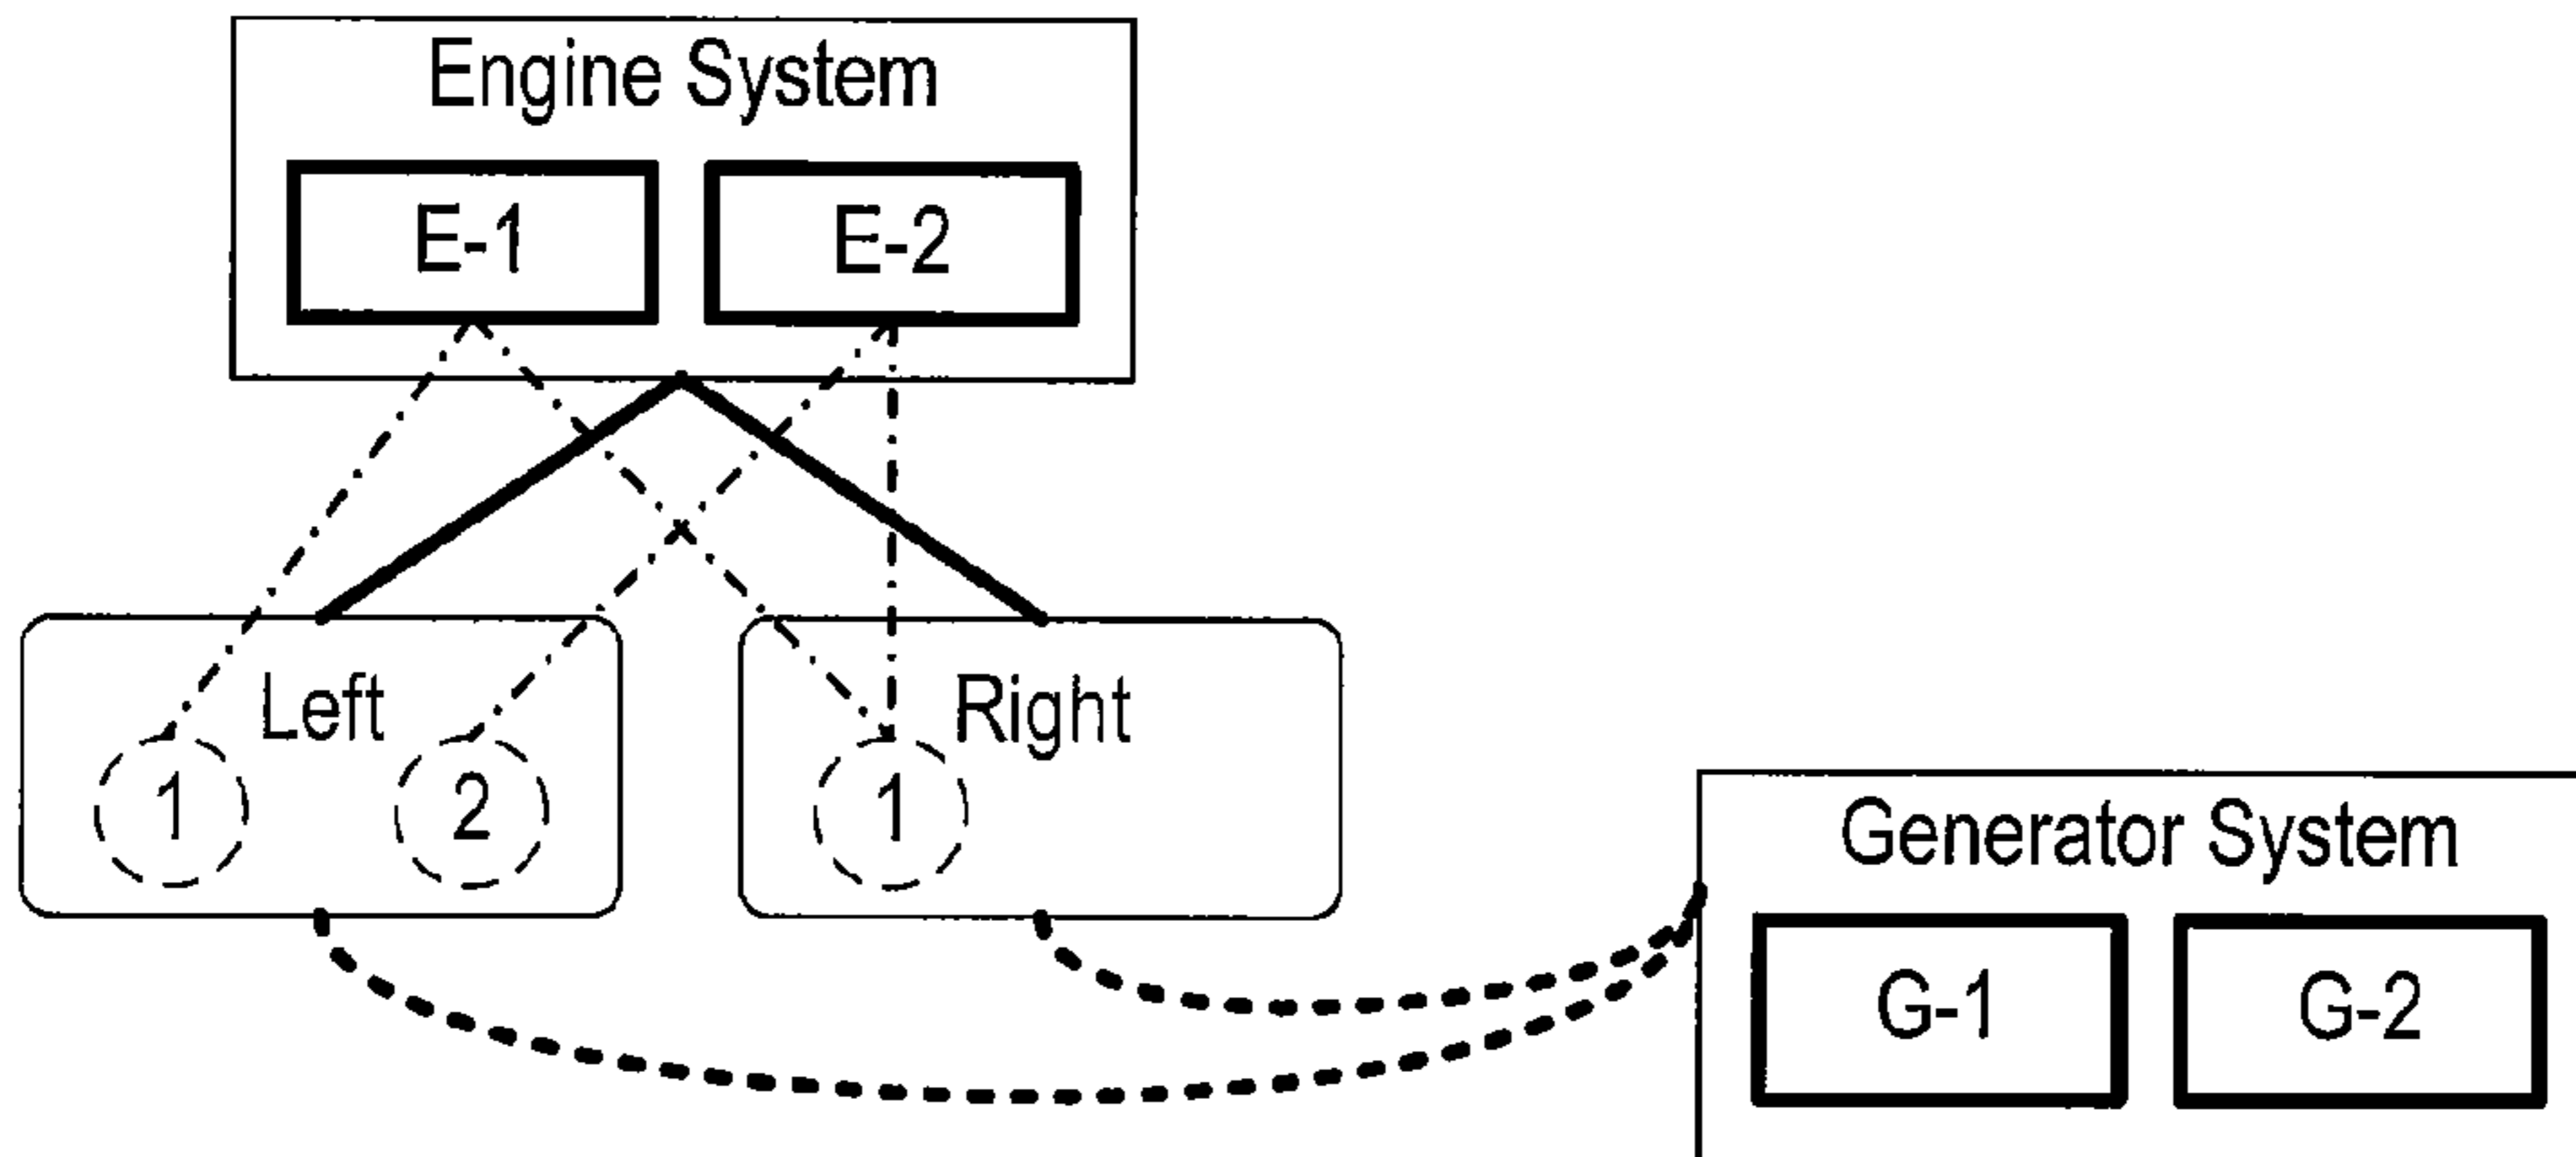 Engine System
E-1
E-2
Left
Right
1
2
1
Generator System
G-1
G-2